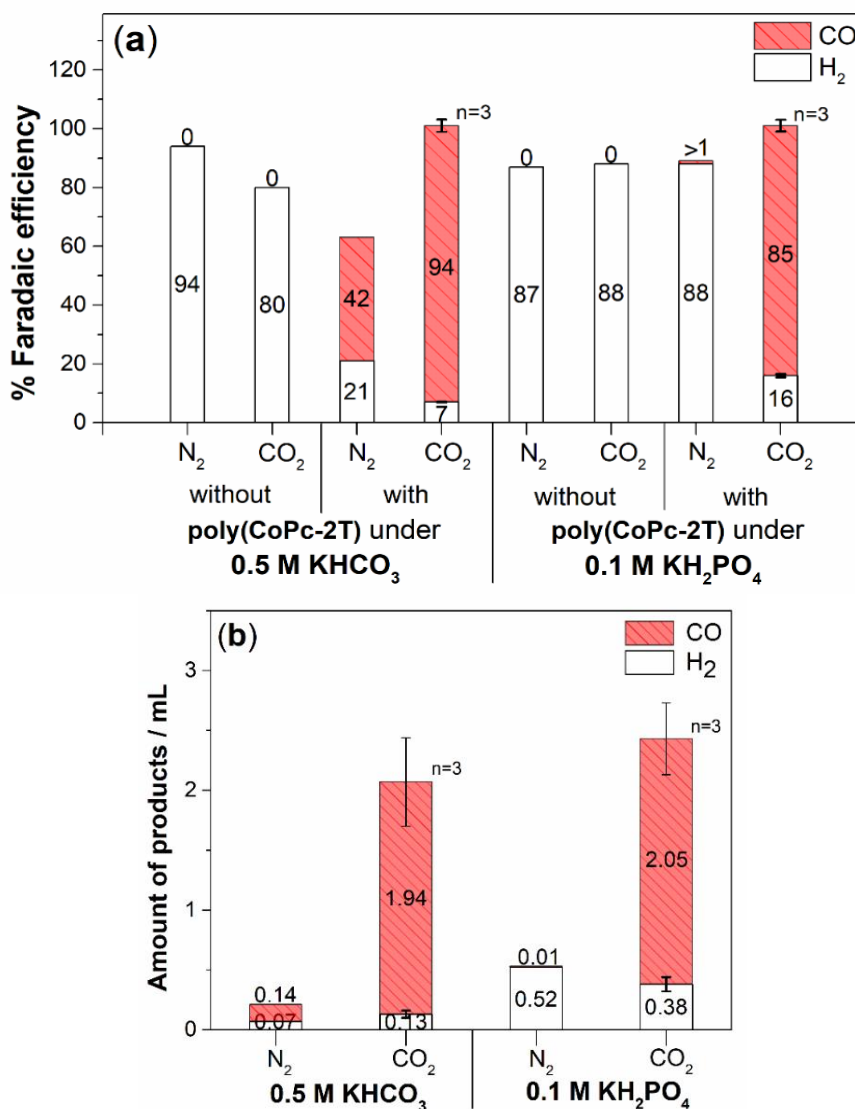 (a)
CO
H2
% Faradaic efficiency
120
100
80
60
40
20
0
0
94
0
80
42
21
n=3
94
7
0
87
0
88
>1
88
n=3
85
16
N2 CO2 N2 CO2 N2 CO2 N2 CO2
without with without with
poly(CoPc-2T) under poly(CoPc-2T) under
0.5 M KHCO3 0.1 M KH2PO4
(b)
CO
H2
Amount of products / mL
3
2
1
0
0.14
0.07
n=3
1.94
0.13
0.01
0.52
n=3
2.05
0.38
N2 CO2 N2 CO2
0.5 M KHCO3 0.1 M KH2PO4